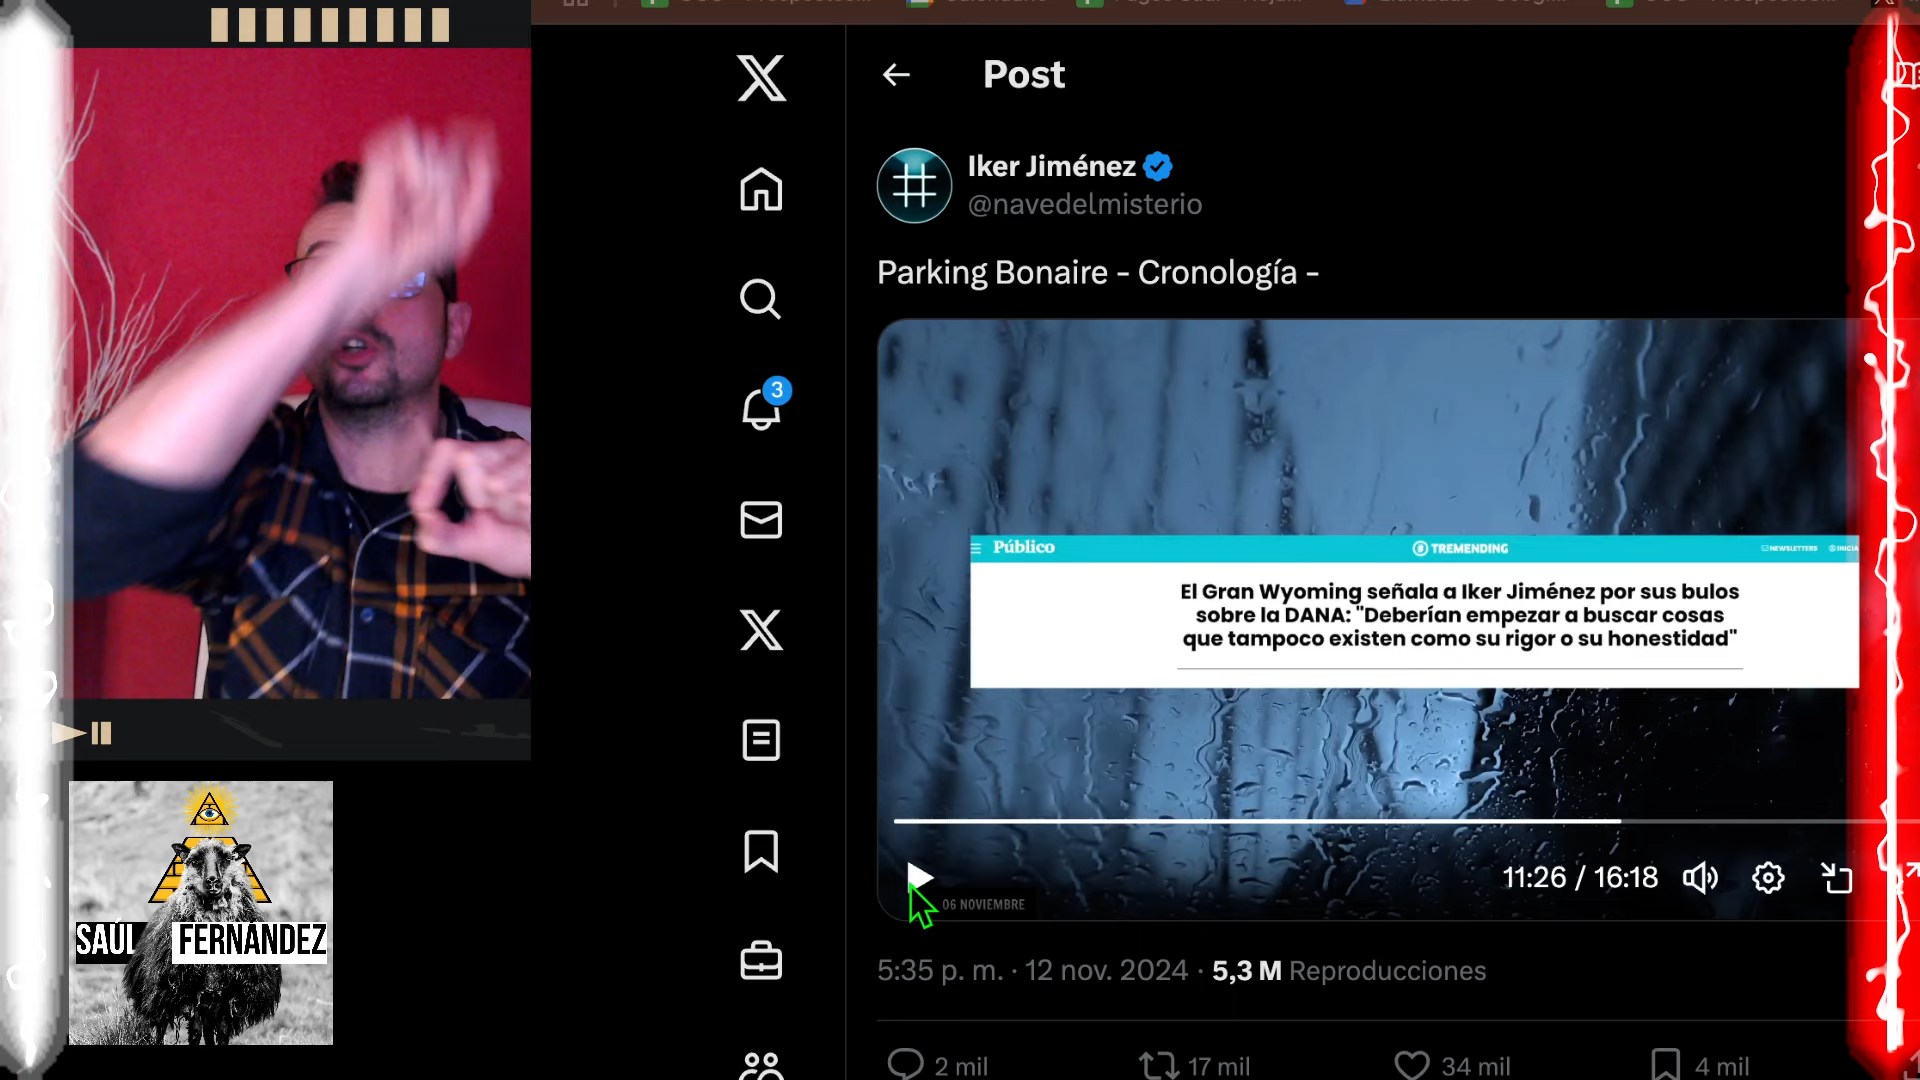 Post
Iker Jiménez
@navedelmisterio
Parking Bonaire - Cronología -
3
Público
TREMENDING
NEWSLETTERS
El Gran Wyoming señala a Iker Jiménez por sus bulos
sobre la DANA: "Deberían empezar a buscar cosas
que tampoco existen como su rigor o su honestidad"
11:26 / 16:18
06 NOVIEMBRE
SAÚL FERNÁNDEZ
5:35 p. m. · 12 nov. 2024 · 5,3 M Reproducciones
2 mil
17 mil
34 mil
4 mil